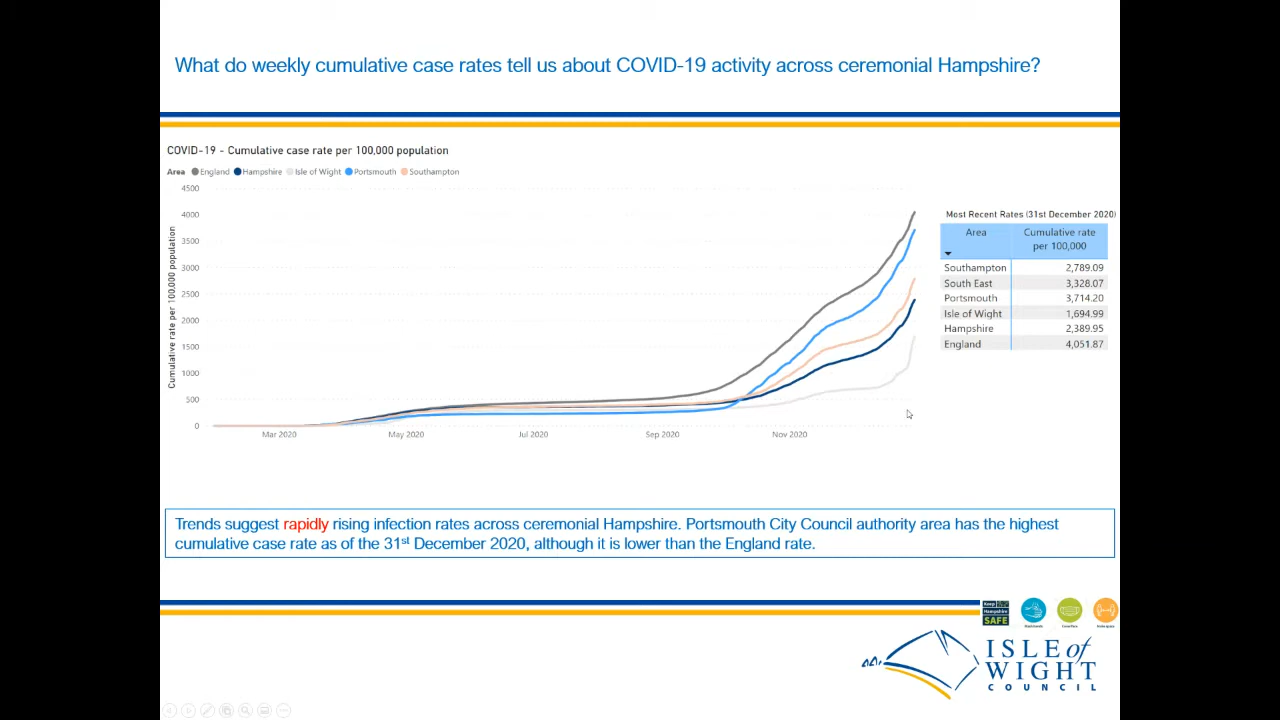 What do weekly cumulative case rates tell us about COVID-19 activity across ceremonial Hampshire?
COVID-19 - Cumulative case rate per 100,000 population
Area England Hampshire Isle of Wight Portsmouth Southampton
Cumulative rate per 100,000 population
4500
4000
3500
3000
2500
2000
1500
1000
500
0
Mar 2020 May 2020 Jul 2020 Sep 2020 Nov 2020
Most Recent Rates (31st December 2020)
Area Cumulative rate
per 100,000
Southampton 2,789.09
South East 3,328.07
Portsmouth 3,714.20
Isle of Wight 1,694.99
Hampshire 2,389.95
England 4,051.87
Trends suggest rapidly rising infection rates across ceremonial Hampshire. Portsmouth City Council authority area has the highest
cumulative case rate as of the 31st December 2020, although it is lower than the England rate.
Keep
Hampshire
SAFE
ISLE of
WIGHT
COUNCIL